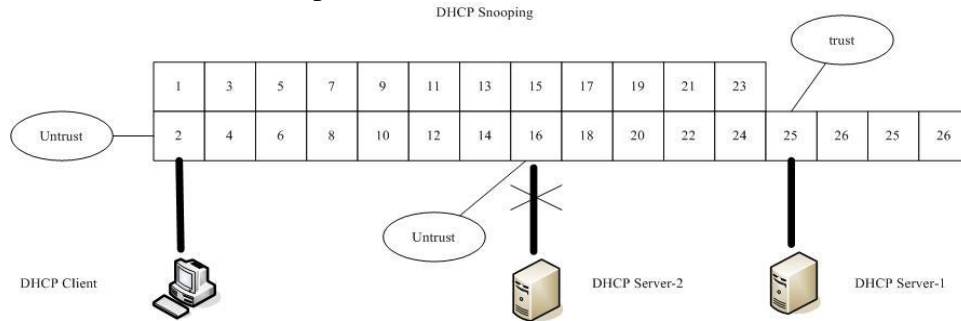 DHCP Snooping
trust
1 3 5 7 9 11 13 15 17 19 21 23
Untrust
2 4 6 8 10 12 14 16 18 20 22 24 25 26 25 26
Untrust
DHCP Client
DHCP Server-2
DHCP Server-1